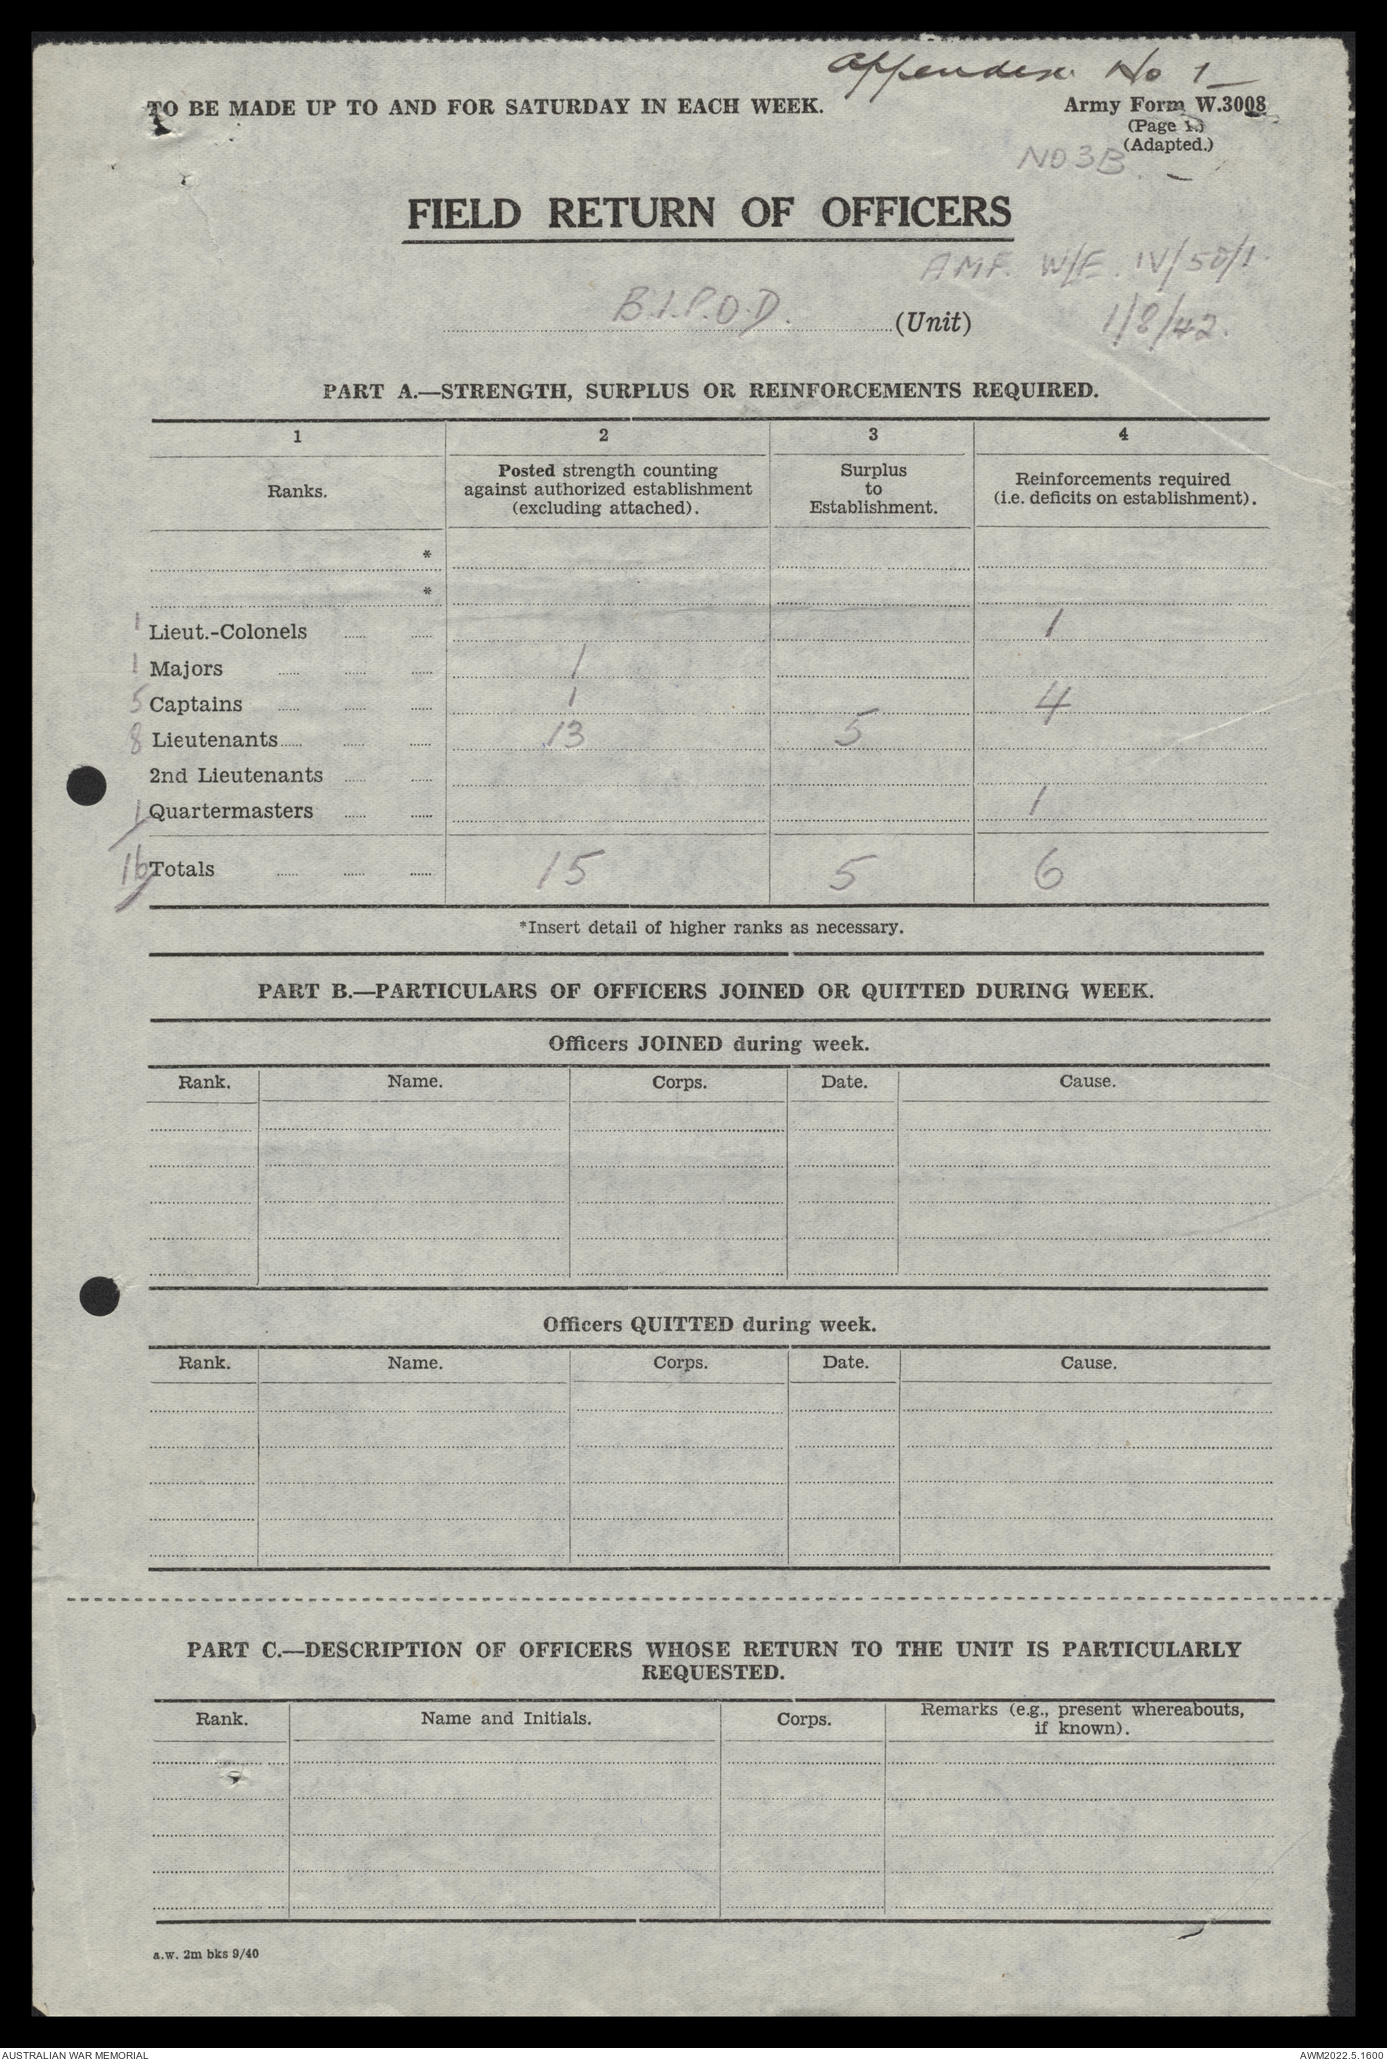 Appendix No 1
TO BE MADE UP TO AND FOR SATURDAY IN EACH WEEK.
Army Form W.3008
(Page 1.)
(Adapted.)
NO 3B.
FIELD RETURN OF OFFICERS
AMF. W/E. IV/50/1.
B.I.P.O.D. (Unit)
1/8/42.
PART A.—STRENGTH, SURPLUS OR REINFORCEMENTS REQUIRED.
1 2 3 4
Ranks. Posted strength counting against authorized establishment (excluding attached). Surplus to Establishment. Reinforcements required (i.e. deficits on establishment).
*
*
1 Lieut.-Colonels 1
1 Majors 1
5 Captains 1 4
8 Lieutenants 13 5
2nd Lieutenants
1 Quartermasters 1
16 Totals 15 5 6
*Insert detail of higher ranks as necessary.
PART B.—PARTICULARS OF OFFICERS JOINED OR QUITTED DURING WEEK.
Officers JOINED during week.
Rank. Name. Corps. Date. Cause.
Officers QUITTED during week.
Rank. Name. Corps. Date. Cause.
PART C.—DESCRIPTION OF OFFICERS WHOSE RETURN TO THE UNIT IS PARTICULARLY
REQUESTED.
Rank. Name and Initials. Corps. Remarks (e.g., present whereabouts, if known).
a.w. 2m bks 9/40
AUSTRALIAN WAR MEMORIAL
AWM2022.5.1600